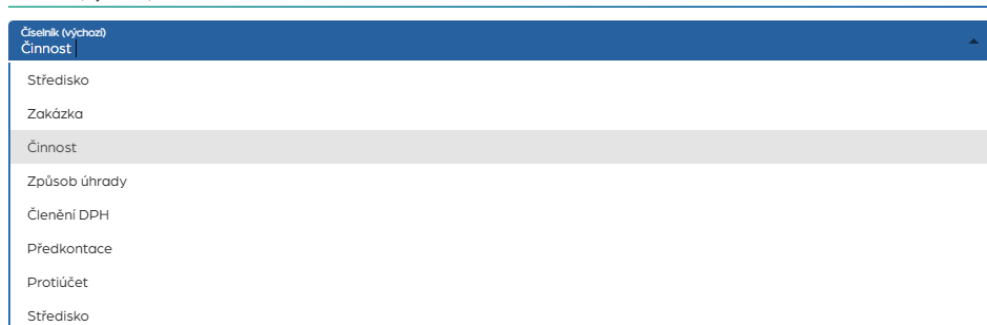 Číselník (výchozí)
Činnost
Středisko
Zakázka
Činnost
Způsob úhrady
Členění DPH
Předkontace
Protiúčet
Středisko